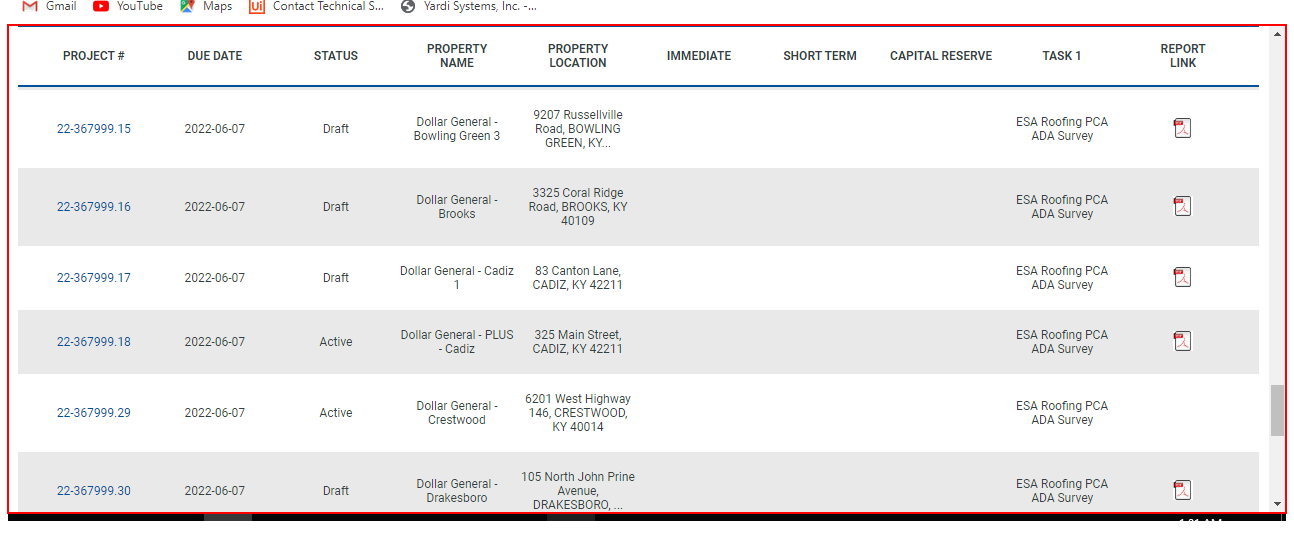 Gmail YouTube Maps Contact Technical S... Yardi Systems, Inc. -...
PROJECT # DUE DATE STATUS PROPERTY NAME PROPERTY LOCATION IMMEDIATE SHORT TERM CAPITAL RESERVE TASK 1 REPORT LINK
22-367999.15 2022-06-07 Draft Dollar General - Bowling Green 3 9207 Russellville Road, BOWLING GREEN, KY... ESA Roofing PCA ADA Survey
22-367999.16 2022-06-07 Draft Dollar General - Brooks 3325 Coral Ridge Road, BROOKS, KY 40109 ESA Roofing PCA ADA Survey
22-367999.17 2022-06-07 Draft Dollar General - Cadiz 1 83 Canton Lane, CADIZ, KY 42211 ESA Roofing PCA ADA Survey
22-367999.18 2022-06-07 Active Dollar General - PLUS - Cadiz 325 Main Street, CADIZ, KY 42211 ESA Roofing PCA ADA Survey
22-367999.29 2022-06-07 Active Dollar General - Crestwood 6201 West Highway 146, CRESTWOOD, KY 40014 ESA Roofing PCA ADA Survey
22-367999.30 2022-06-07 Draft Dollar General - Drakesboro 105 North John Prine Avenue, DRAKESBORO, ... ESA Roofing PCA ADA Survey